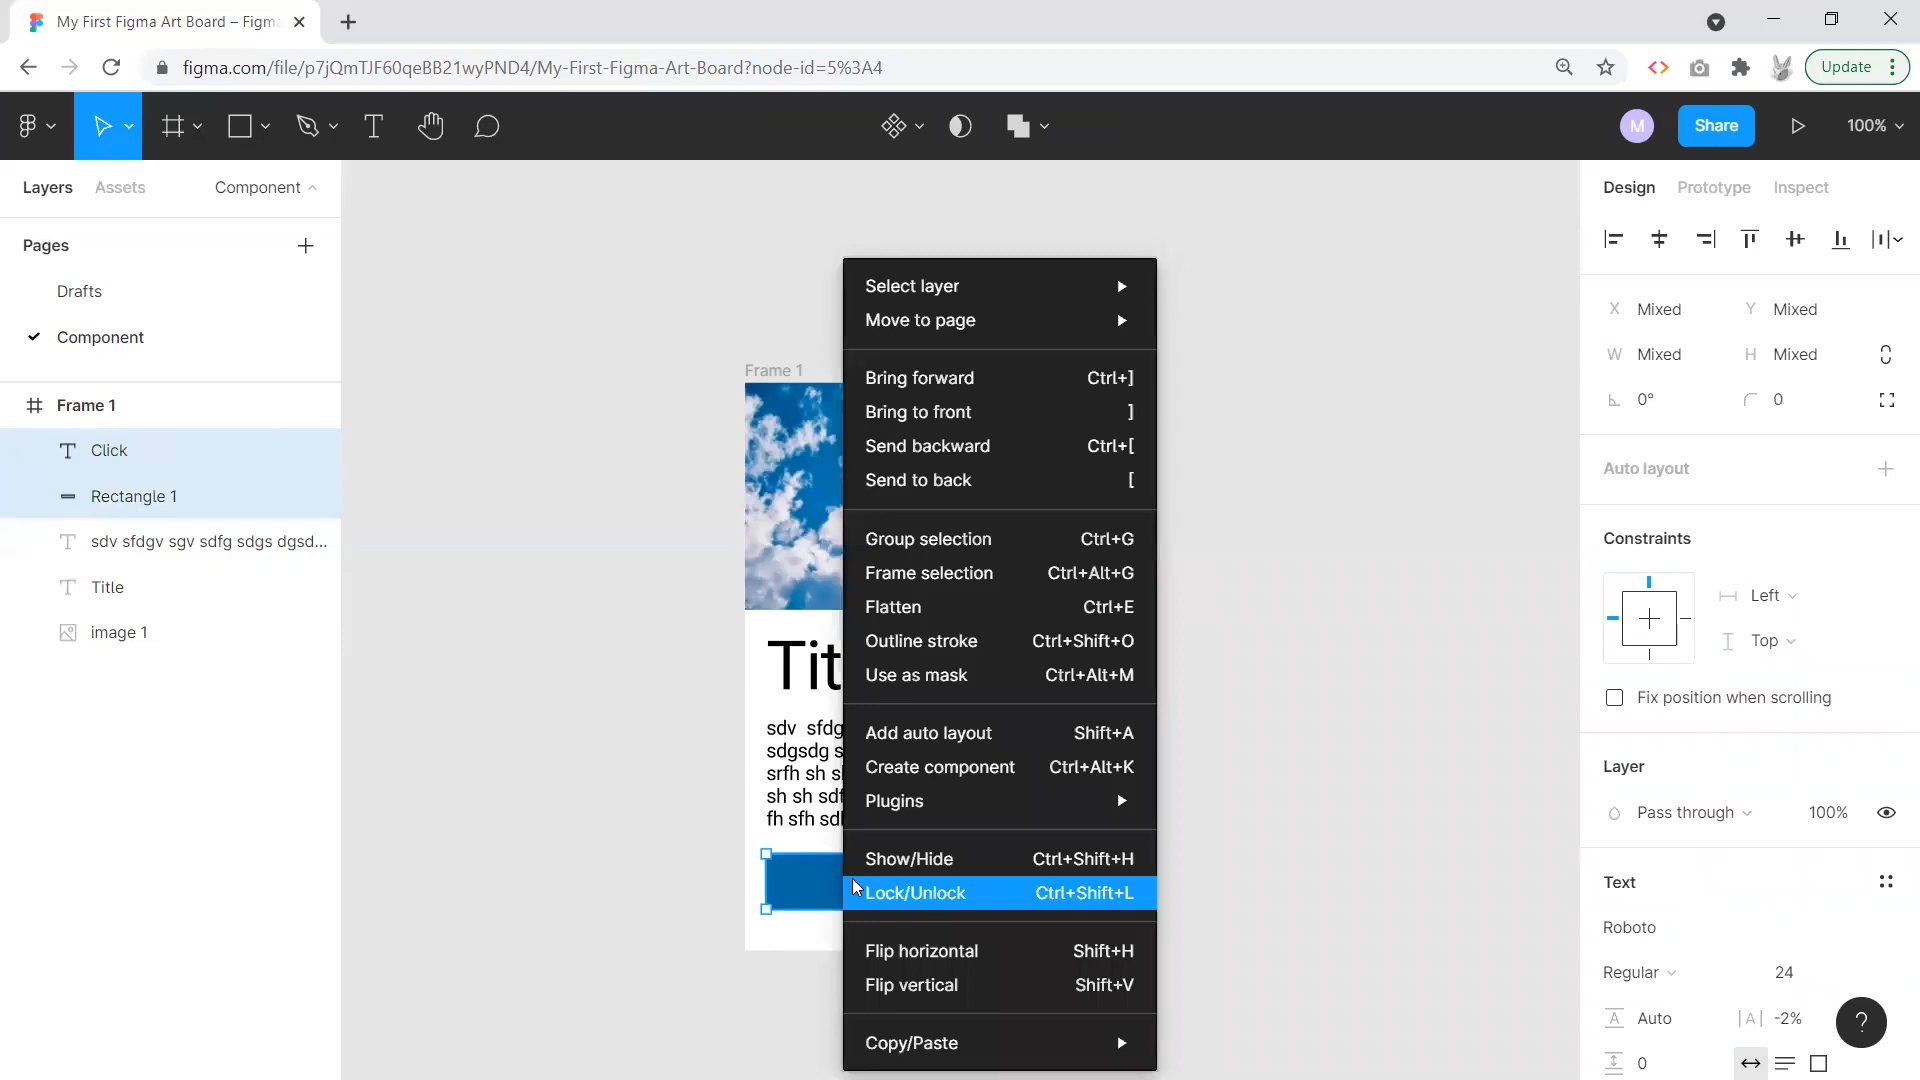 My First Figma Art Board – Figma
figma.com/file/p7jQmTJF60qeBB21wyPND4/My-First-Figma-Art-Board?node-id=5%3A4
Update
T
M
Share
100%
Layers
Assets
Component
Pages
Drafts
Component
Frame 1
T Click
Rectangle 1
T sdv sfdgv sgv sdfg sdgs dgsd...
T Title
image 1
Frame 1
Tit
sdv sfdg
sdgsdg s
srfh sh s
sh sh sdf
fh sfh sdl
Select layer
Move to page
Bring forward Ctrl+]
Bring to front ]
Send backward Ctrl+[
Send to back [
Group selection Ctrl+G
Frame selection Ctrl+Alt+G
Flatten Ctrl+E
Outline stroke Ctrl+Shift+O
Use as mask Ctrl+Alt+M
Add auto layout Shift+A
Create component Ctrl+Alt+K
Plugins
Show/Hide Ctrl+Shift+H
Lock/Unlock Ctrl+Shift+L
Flip horizontal Shift+H
Flip vertical Shift+V
Copy/Paste
Design Prototype Inspect
X Mixed Y Mixed
W Mixed H Mixed
0° 0
Auto layout
Constraints
Left
Top
Fix position when scrolling
Layer
Pass through 100%
Text
Roboto
Regular 24
A Auto |A| -2%
0
?